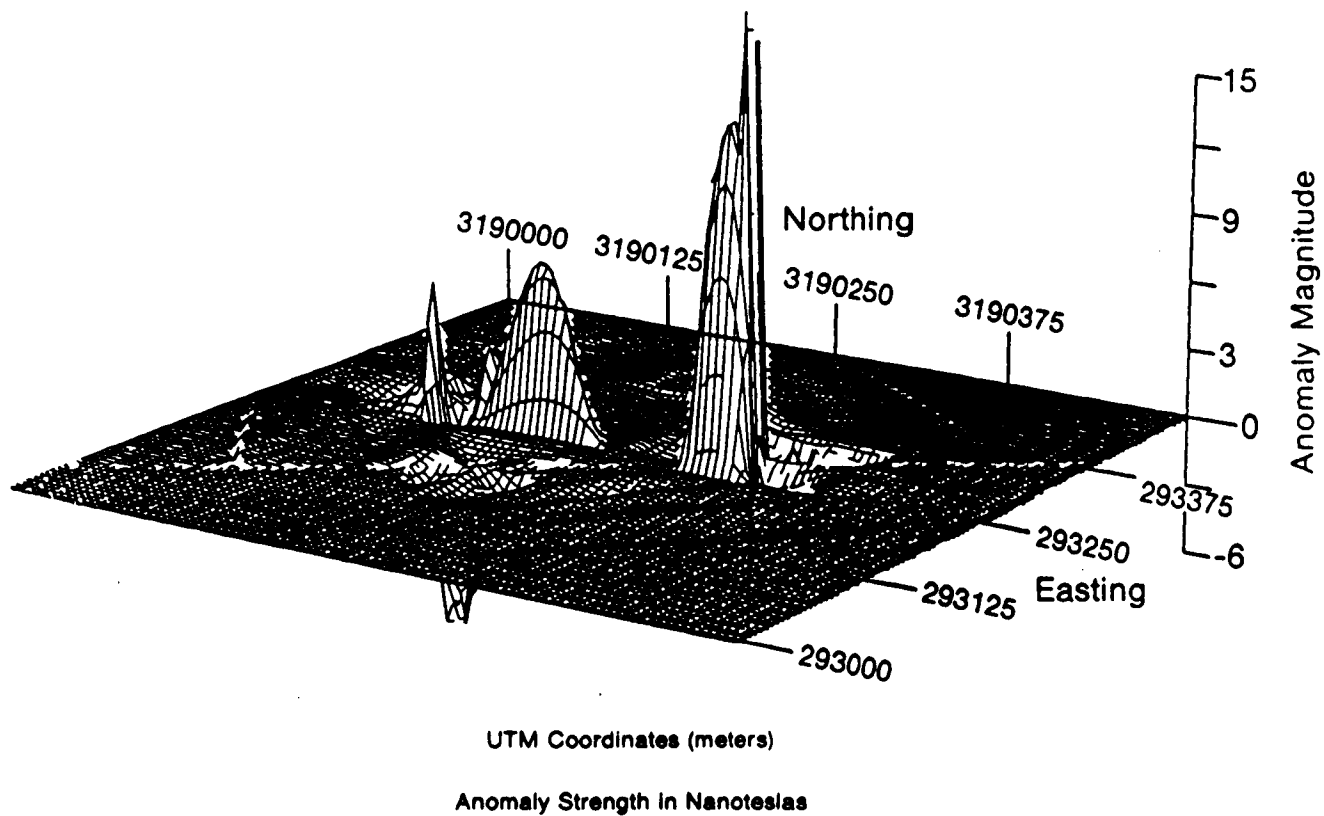 15
9
3
0
-6
Anomaly Magnitude
Northing
3190000
3190125
3190250
3190375
293375
293250
293125
293000
Easting
UTM Coordinates (meters)
Anomaly Strength in Nanoteslas